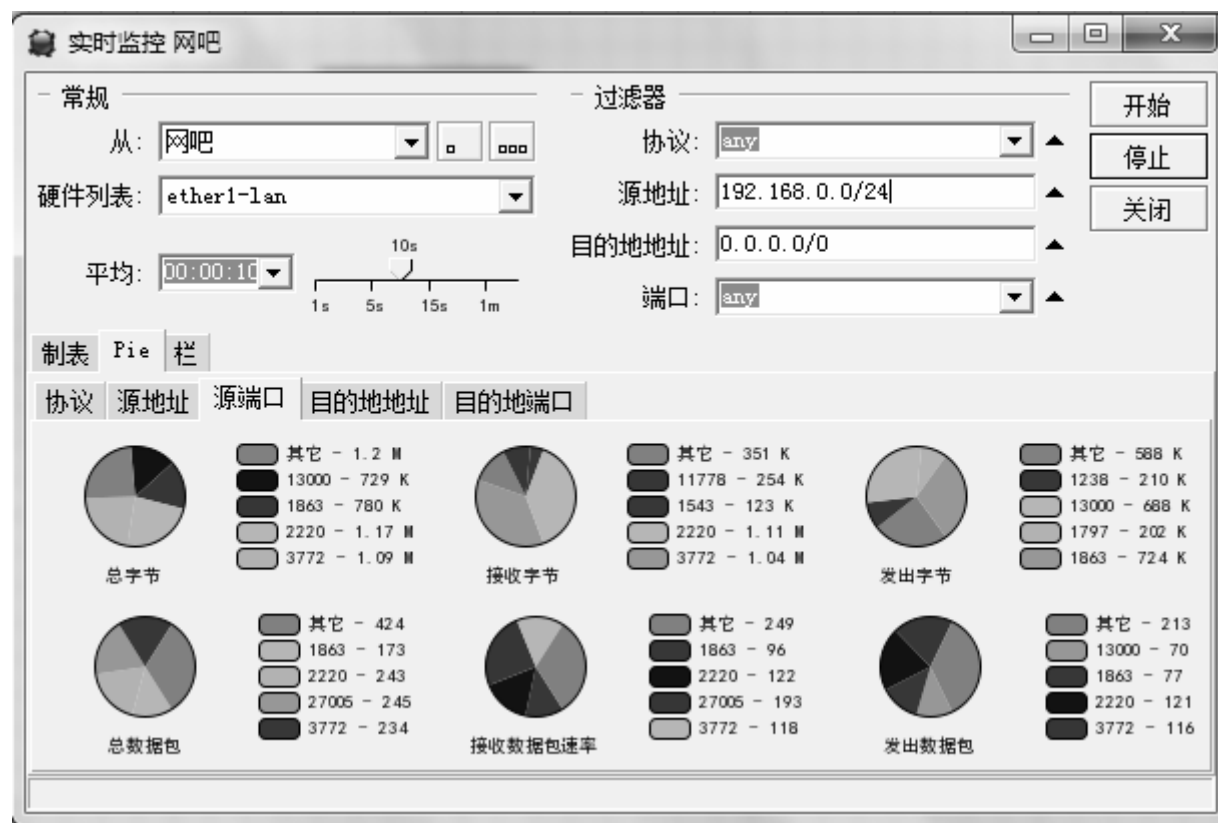 实时监控 网吧
常规
从: 网吧
硬件列表: ether1-lan
平均: 00:00:10
10s
1s 5s 15s 1m
过滤器
协议: any
源地址: 192.168.0.0/24
目的地地址: 0.0.0.0/0
端口: any
开始
停止
关闭
制表 Pie 栏
协议 源地址 源端口 目的地地址 目的地端口
其它 - 1.2 M
13000 - 729 K
1863 - 780 K
2220 - 1.17 M
3772 - 1.09 M
总字节
其它 - 351 K
11778 - 254 K
1543 - 123 K
2220 - 1.11 M
3772 - 1.04 M
接收字节
其它 - 588 K
1238 - 210 K
13000 - 688 K
1797 - 202 K
1863 - 724 K
发出字节
其它 - 424
1863 - 173
2220 - 243
27005 - 245
3772 - 234
总数据包
其它 - 249
1863 - 96
2220 - 122
27005 - 193
3772 - 118
接收数据包速率
其它 - 213
13000 - 70
1863 - 77
2220 - 121
3772 - 116
发出数据包